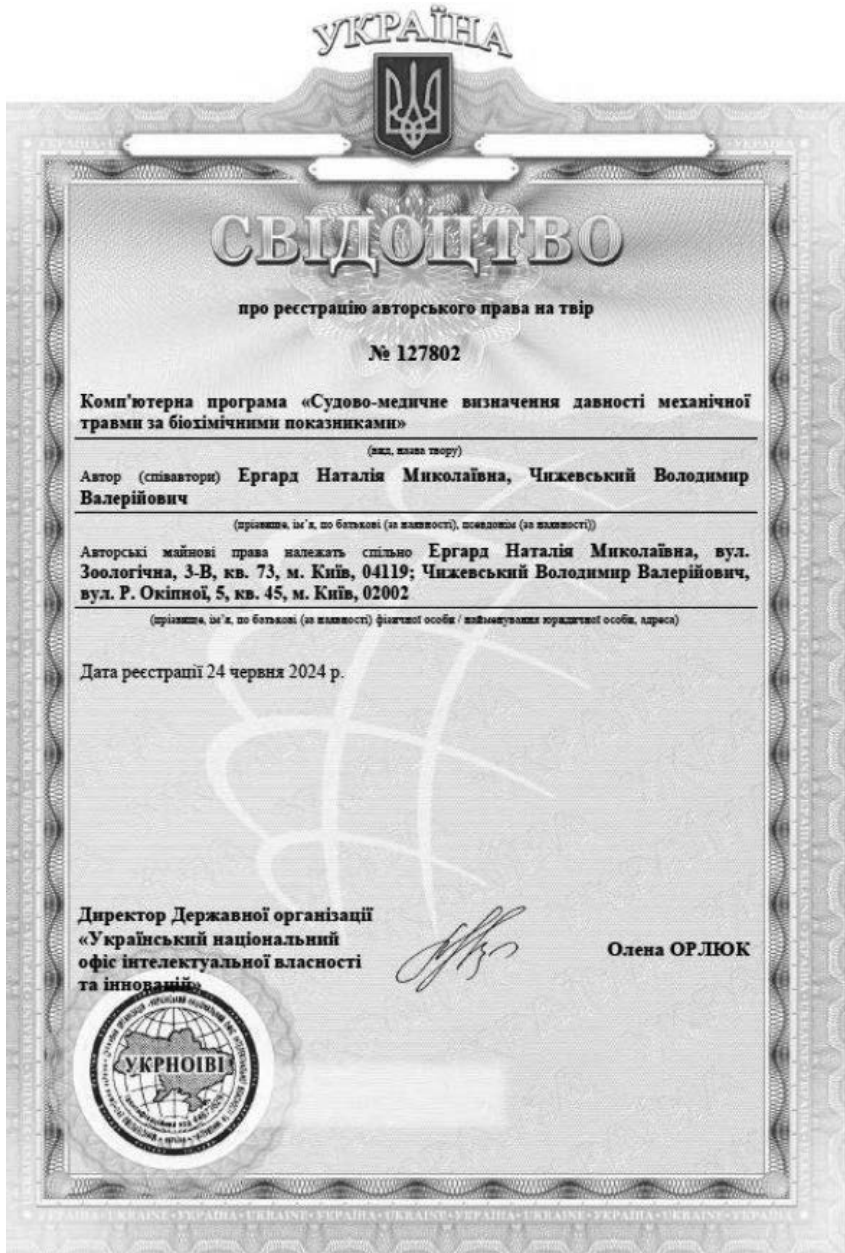 УКРАЇНА
СВІДОЦТВО
про реєстрацію авторського права на твір
№ 127802
Комп'ютерна програма «Судово-медичне визначення давності механічної
травми за біохімічними показниками»
(вид, назва твору)
Автор (співавтори) Ергард Наталія Миколаївна, Чижевський Володимир
Валерійович
(прізвище, ім'я, по батькові (за наявності), псевдонім (за наявності))
Авторські майнові права належать спільно Ергард Наталія Миколаївна, вул.
Зоологічна, 3-В, кв. 73, м. Київ, 04119; Чижевський Володимир Валерійович,
вул. Р. Окіпної, 5, кв. 45, м. Київ, 02002
(прізвище, ім'я, по батькові (за наявності) фізичної особи / найменування юридичної особи, адреса)
Дата реєстрації 24 червня 2024 р.
Директор Державної організації
«Український національний
офіс інтелектуальної власності
та інновацій»
Олена ОРЛЮК
УКРНОІВІ